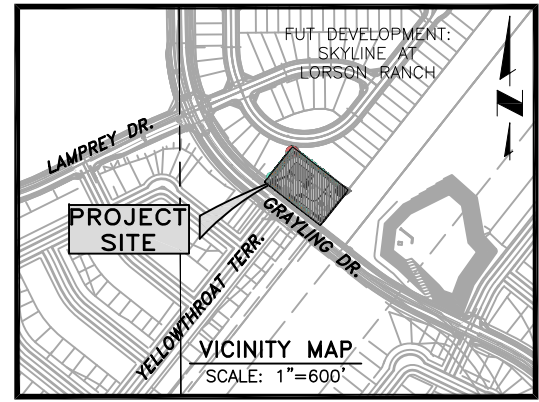 FUT DEVELOPMENT:
SKYLINE AT
LORSON RANCH
N
LAMPREY DR.
PROJECT
SITE
GRAYLING DR.
YELLOWTHROAT TERR.
VICINITY MAP
SCALE: 1"=600'